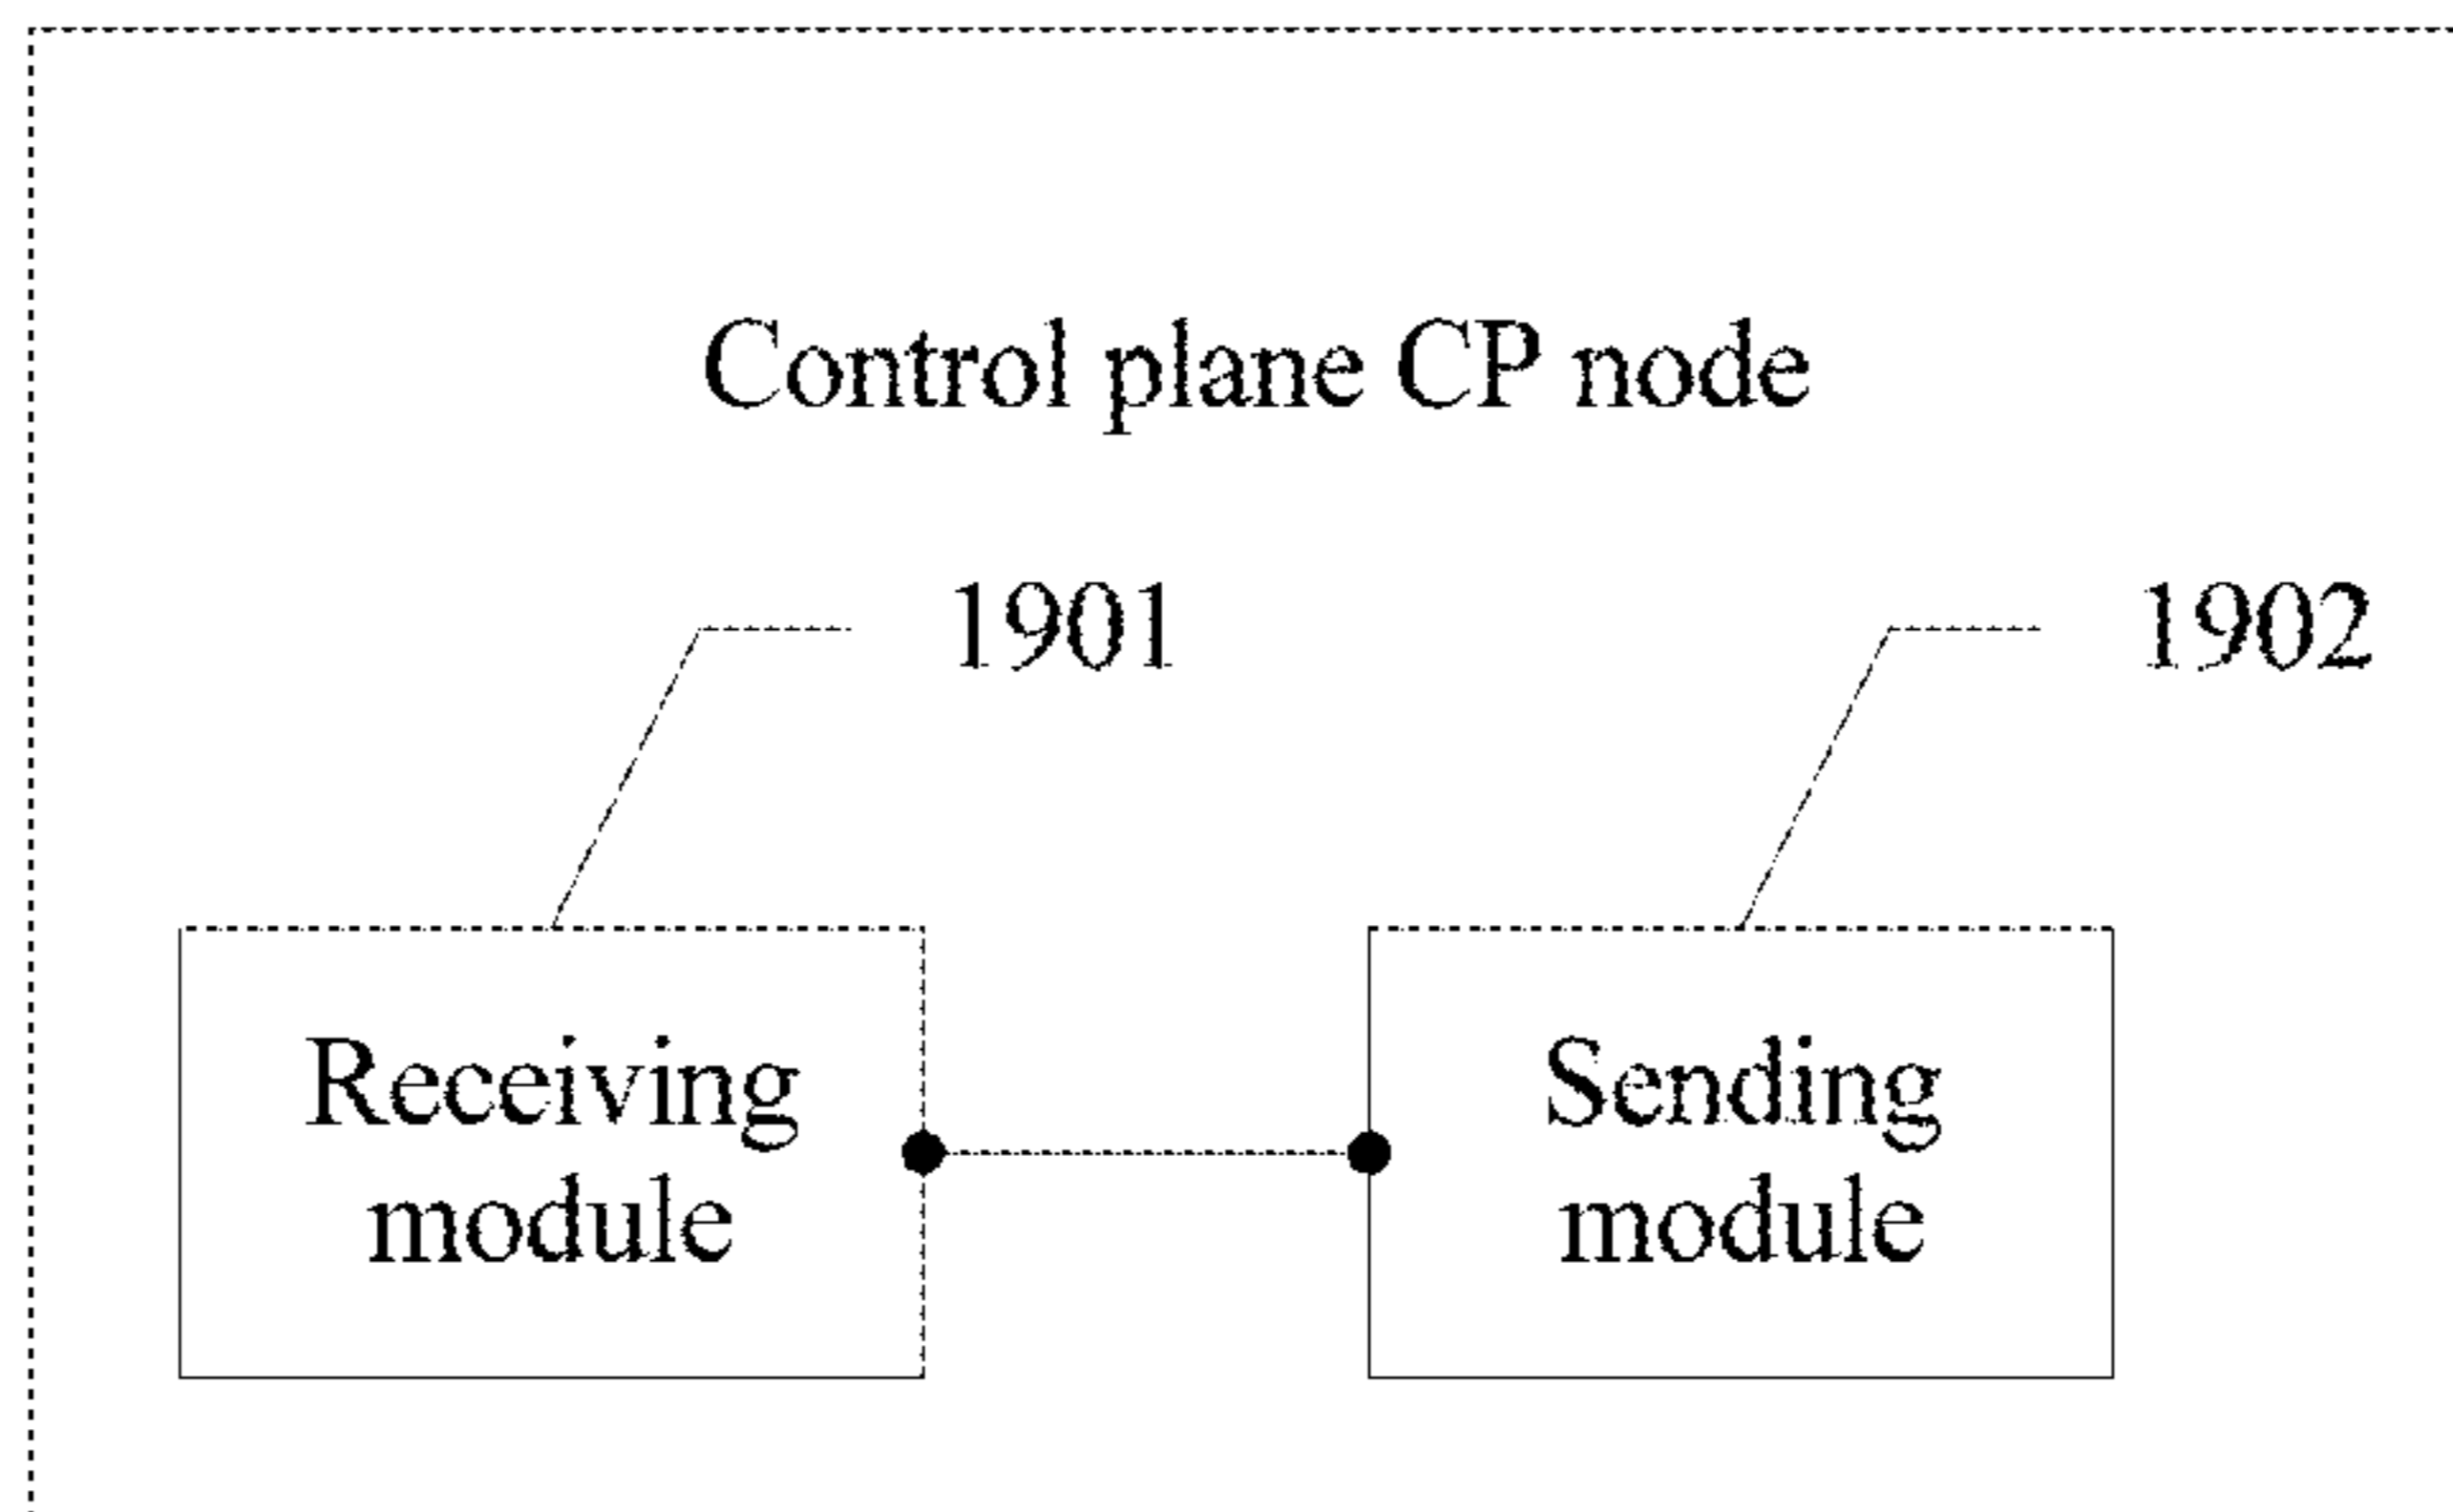 Control plane CP node
1901
1902
Receiving
module
Sending
module